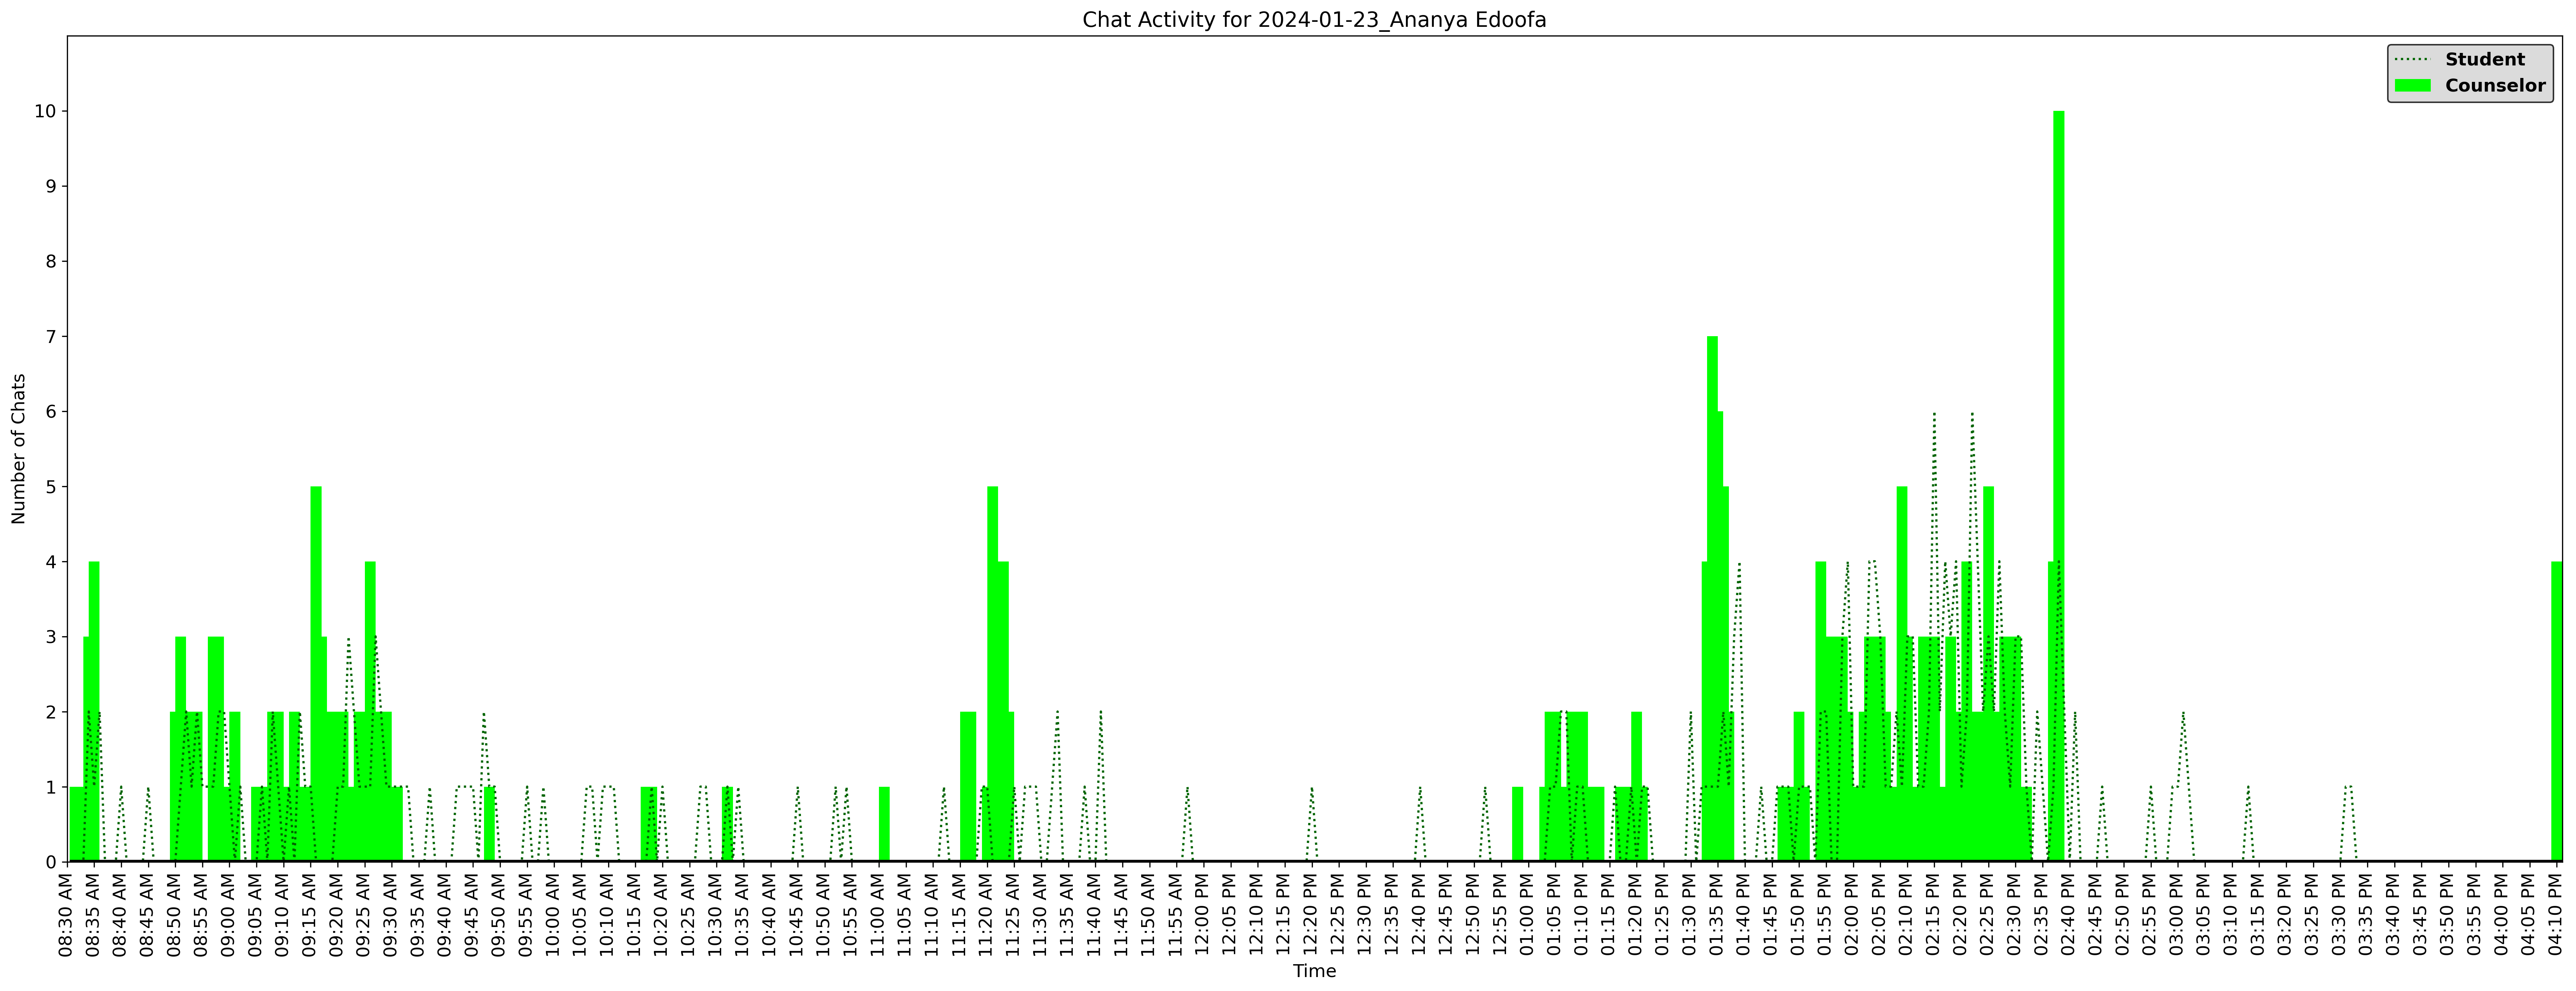 Chat Activity for 2024-01-23_Ananya Edoofa
Student
Counselor
Number of Chats
10
9
8
7
6
5
4
3
2
1
0
08:30 AM
08:35 AM
08:40 AM
08:45 AM
08:50 AM
08:55 AM
09:00 AM
09:05 AM
09:10 AM
09:15 AM
09:20 AM
09:25 AM
09:30 AM
09:35 AM
09:40 AM
09:45 AM
09:50 AM
09:55 AM
10:00 AM
10:05 AM
10:10 AM
10:15 AM
10:20 AM
10:25 AM
10:30 AM
10:35 AM
10:40 AM
10:45 AM
10:50 AM
10:55 AM
11:00 AM
11:05 AM
11:10 AM
11:15 AM
11:20 AM
11:25 AM
11:30 AM
11:35 AM
11:40 AM
11:45 AM
11:50 AM
11:55 AM
12:00 PM
12:05 PM
12:10 PM
12:15 PM
12:20 PM
12:25 PM
12:30 PM
12:35 PM
12:40 PM
12:45 PM
12:50 PM
12:55 PM
01:00 PM
01:05 PM
01:10 PM
01:15 PM
01:20 PM
01:25 PM
01:30 PM
01:35 PM
01:40 PM
01:45 PM
01:50 PM
01:55 PM
02:00 PM
02:05 PM
02:10 PM
02:15 PM
02:20 PM
02:25 PM
02:30 PM
02:35 PM
02:40 PM
02:45 PM
02:50 PM
02:55 PM
03:00 PM
03:05 PM
03:10 PM
03:15 PM
03:20 PM
03:25 PM
03:30 PM
03:35 PM
03:40 PM
03:45 PM
03:50 PM
03:55 PM
04:00 PM
04:05 PM
04:10 PM
Time